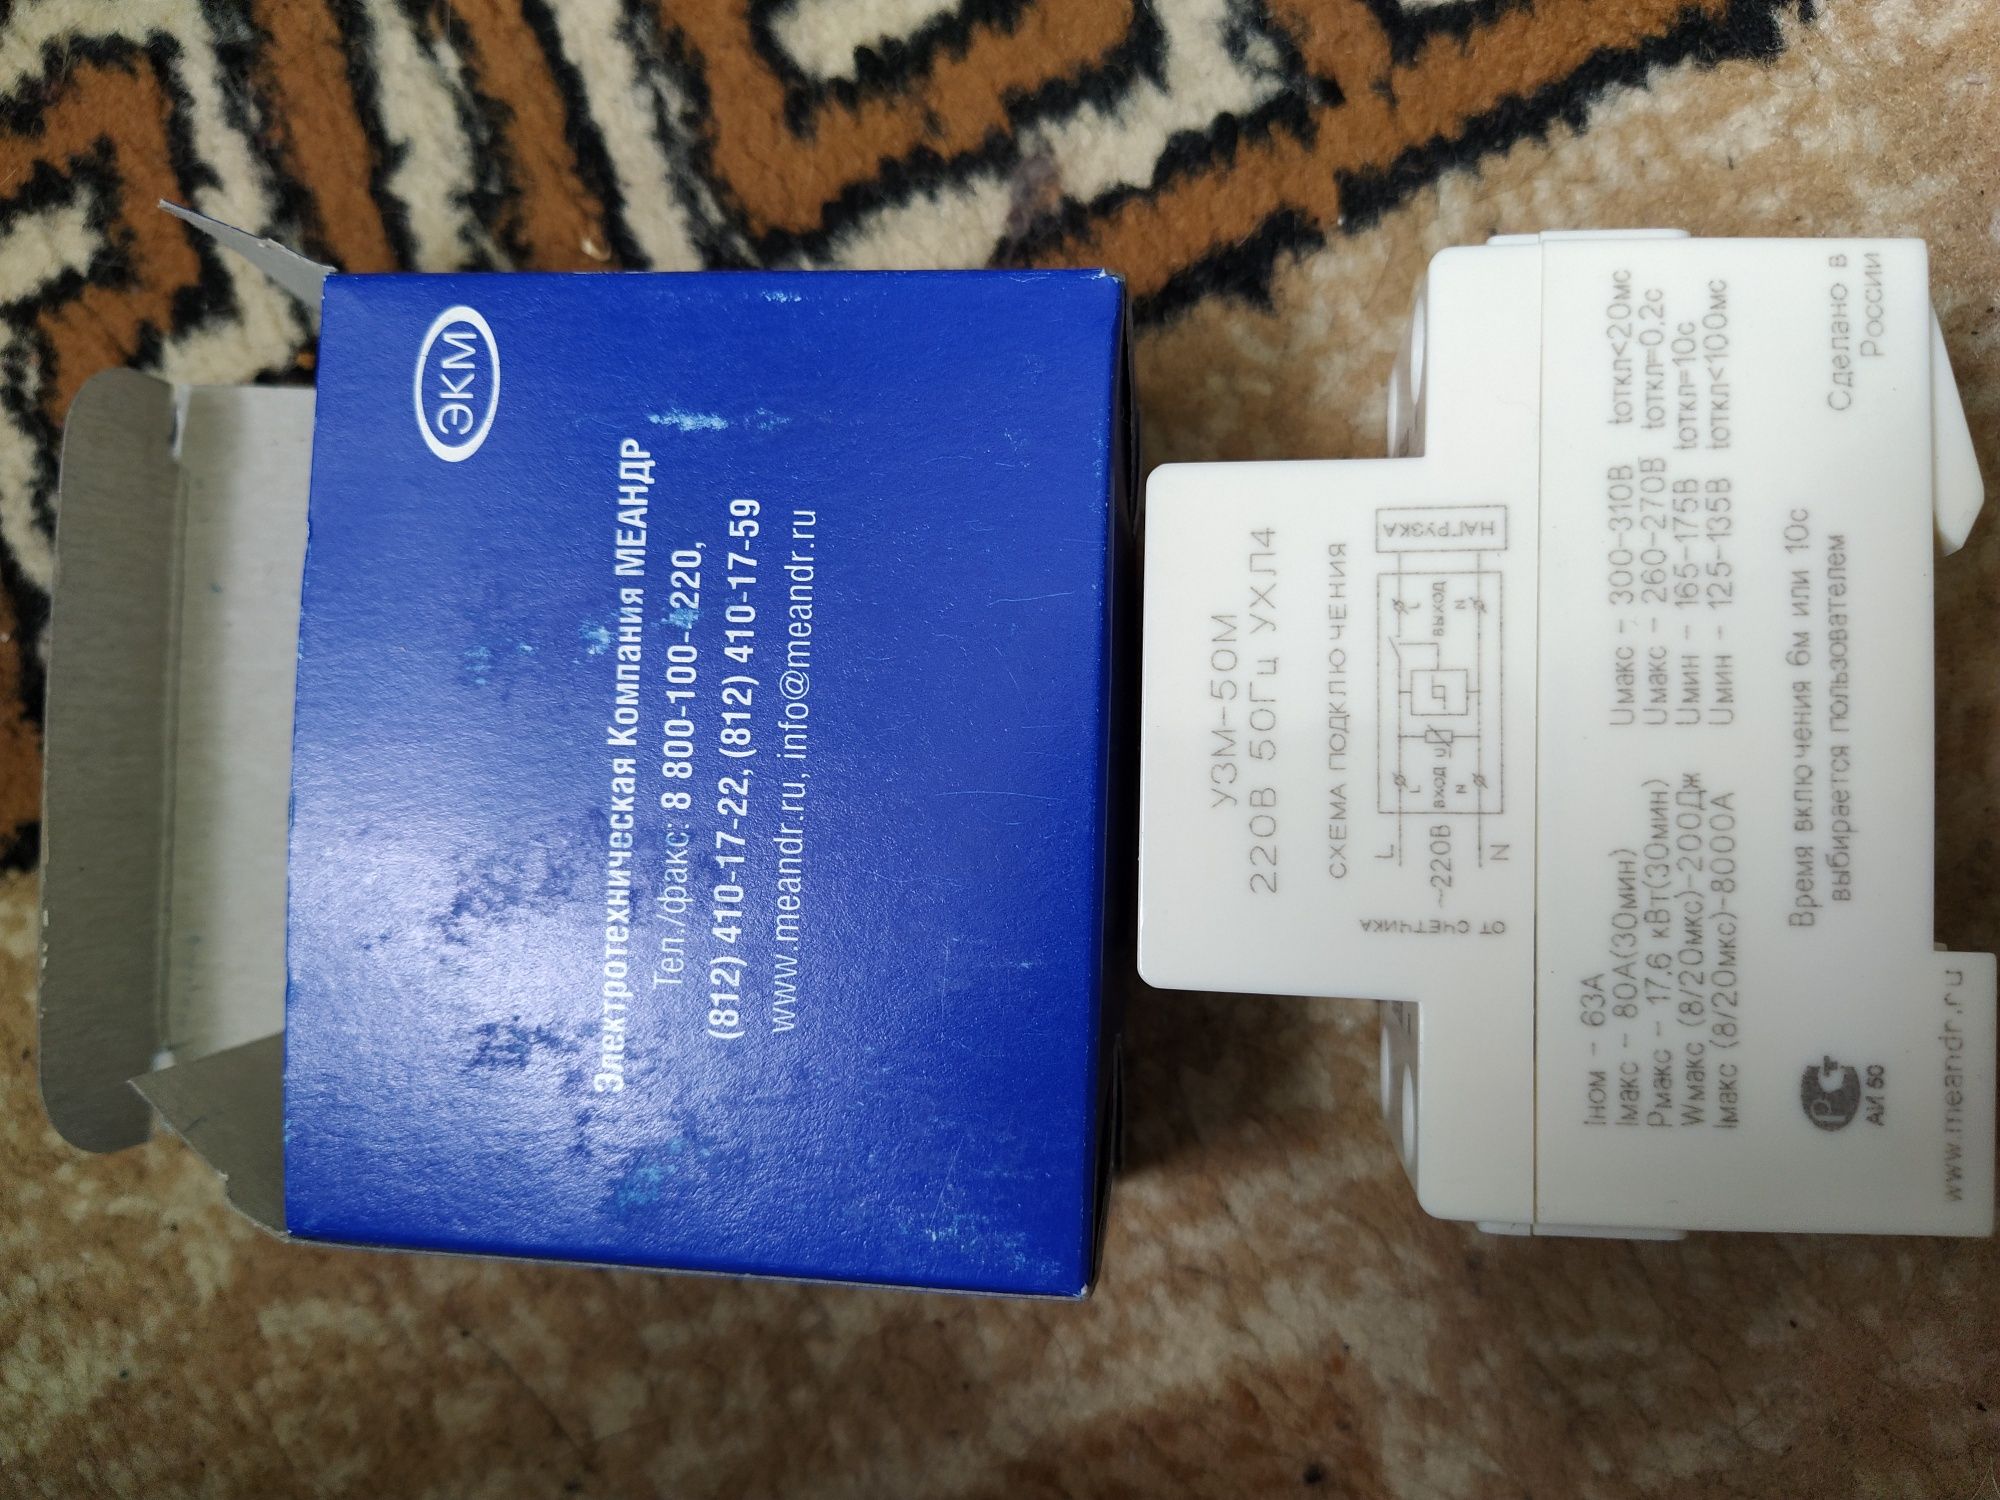 ЭКМ
Электротехническая Компания МЕАНДР
Тел./факс: 8 800-100-4-220,
(812) 410-17-22, (812) 410-17-59
www.meandr.ru, info@meandr.ru
УЗМ-50М
220В 50Гц УХЛ4
СХЕМА ПОДКЛЮЧЕНИЯ
ОТ СЧЕТЧИКА
L
~220В
N
ВХОД
L
N
U
ВЫХОД
L
N
НАГРУЗКА
Iном - 63А
Iмакс - 80А(30мин)
Pмакс - 17,6 кВт(30мин)
Wмакс (8/20мкс)-200Дж
Iмакс (8/20мкс)-8000А
Uмакс - 300-310В tоткл<20мс
Uмакс - 260-270В tоткл=0,2с
Uмин - 165-175В tоткл=10с
Uмин - 125-135В tоткл<100мс
Время включения 6м или 10с
выбирается пользователем
Сделано в
России
АИ 50
www.meandr.ru